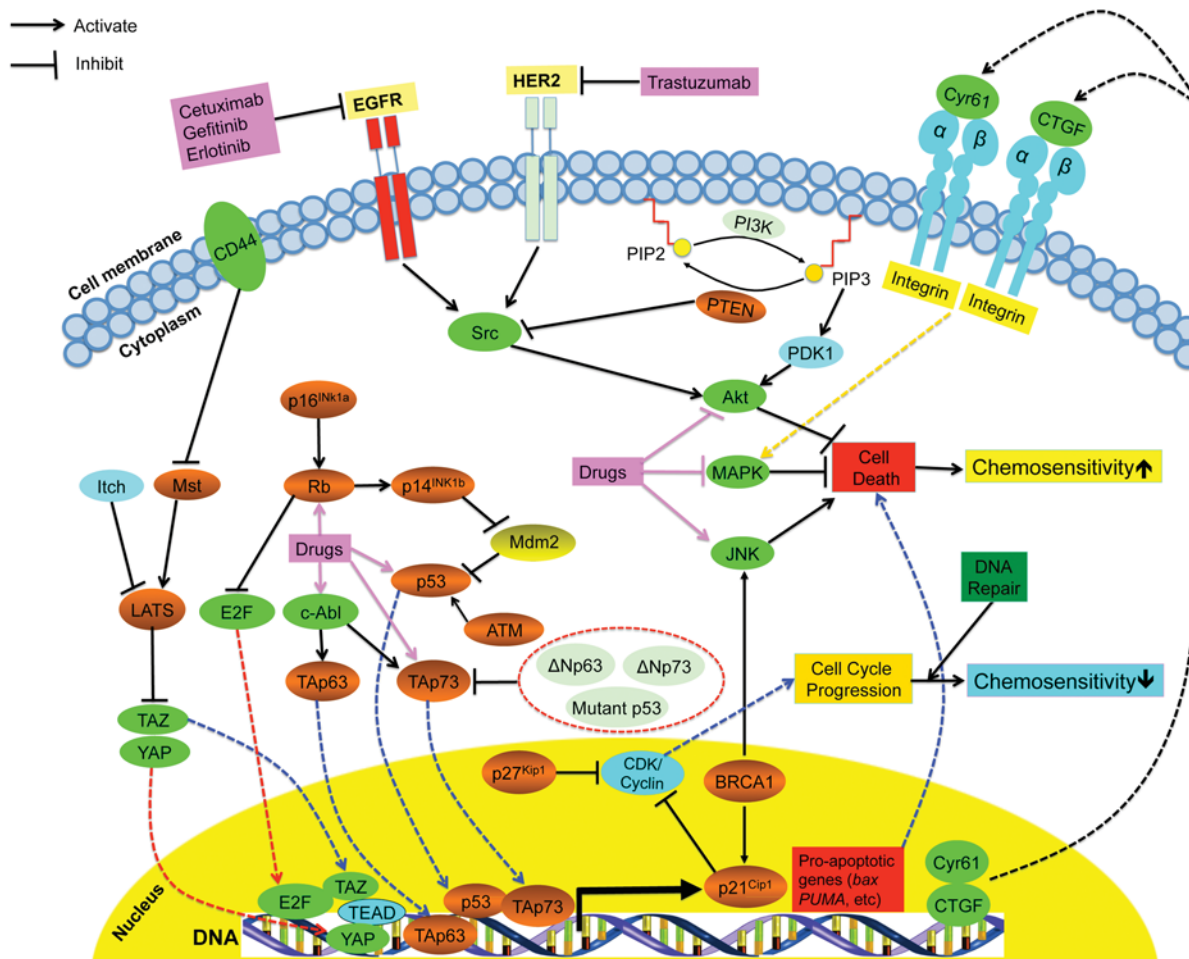 Activate
Inhibit
Cetuximab
Gefitinib
Erlotinib
EGFR
HER2
Trastuzumab
Cyr61
CTGF
α
β
α
β
CD44
Cell membrane
Cytoplasm
PI3K
PIP2
PIP3
PTEN
Integrin
Integrin
Src
PDK1
Akt
p16INk1a
Itch
Mst
Rb
p14INK1b
Drugs
MAPK
Cell
Death
Chemosensitivity↑
Mdm2
Drugs
JNK
p53
DNA
Repair
LATS
E2F
c-Abl
ATM
TAp63
TAp73
ΔNp63
ΔNp73
Mutant p53
Cell Cycle
Progression
Chemosensitivity↓
TAZ
YAP
p27Kip1
CDK/
Cyclin
BRCA1
Nucleus
E2F
TAZ
TEAD
YAP
TAp63
p53
TAp73
p21Cip1
Pro-apoptotic
genes (bax
PUMA, etc)
Cyr61
CTGF
DNA